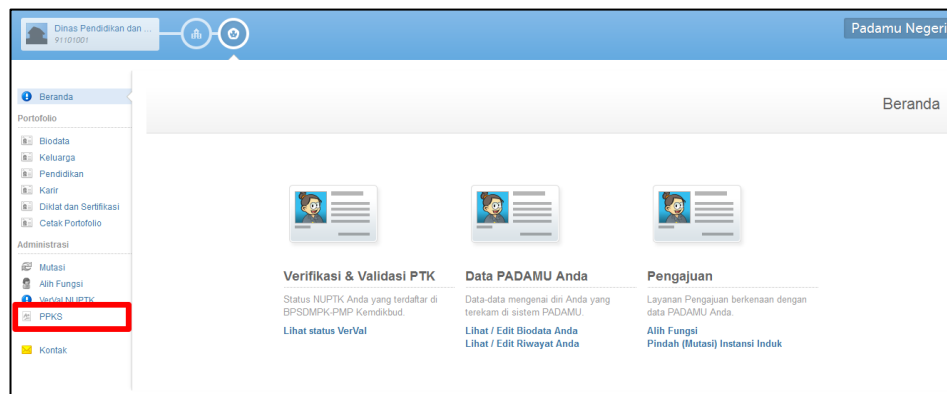 Dinas Pendidikan dan ...
91101001
Padamu Negeri
Beranda
Beranda
Portofolio
Biodata
Keluarga
Pendidikan
Karir
Diklat dan Sertifikasi
Cetak Portofolio
Administrasi
Mutasi
Alih Fungsi
VerVal NUPTK
PPKS
Kontak
Verifikasi & Validasi PTK
Status NUPTK Anda yang terdaftar di
BPSDMPK-PMP Kemdikbud.
Lihat status VerVal
Data PADAMU Anda
Data-data mengenai diri Anda yang
terekam di sistem PADAMU.
Lihat / Edit Biodata Anda
Lihat / Edit Riwayat Anda
Pengajuan
Layanan Pengajuan berkenaan dengan
data PADAMU Anda.
Alih Fungsi
Pindah (Mutasi) Instansi Induk